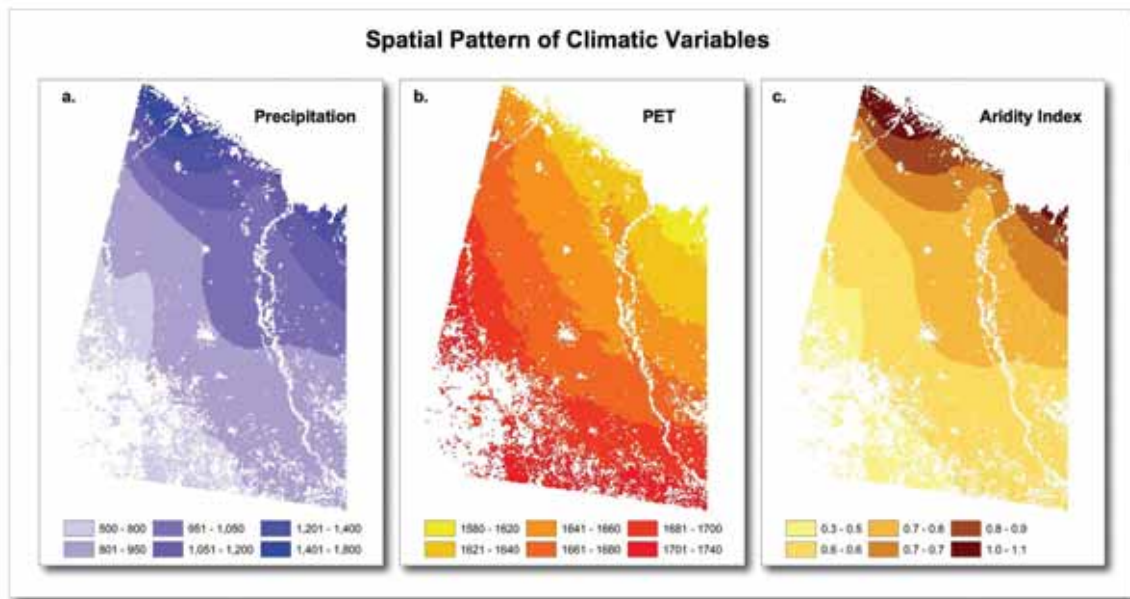 Spatial Pattern of Climatic Variables
a.
Precipitation
b.
PET
c.
Aridity Index
500 - 800
951 - 1,050
1,201 - 1,400
801 - 950
1,051 - 1,200
1,401 - 1,800
1580 - 1620
1641 - 1660
1681 - 1700
1621 - 1640
1661 - 1680
1701 - 1740
0.3 - 0.5
0.7 - 0.8
0.8 - 0.9
0.6 - 0.6
0.7 - 0.7
1.0 - 1.1